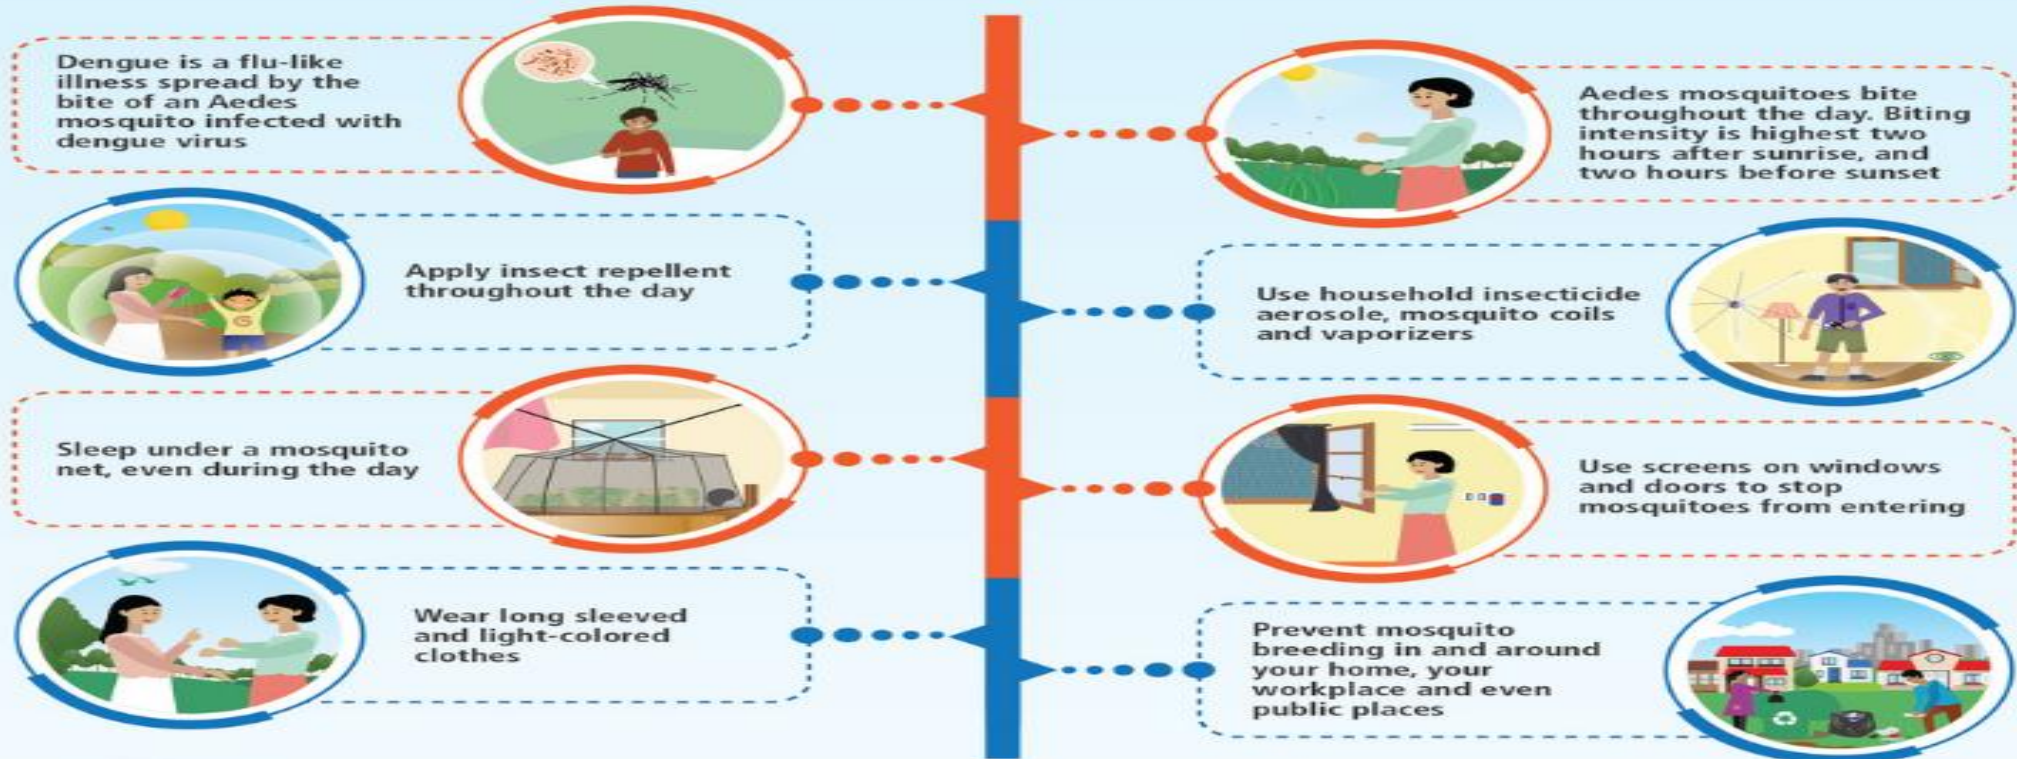 Dengue is a flu-like
illness spread by the
bite of an Aedes
mosquito infected with
dengue virus
Aedes mosquitoes bite
throughout the day. Biting
intensity is highest two
hours after sunrise, and
two hours before sunset
Apply insect repellent
throughout the day
Use household insecticide
aerosole, mosquito coils
and vaporizers
Sleep under a mosquito
net, even during the day
Use screens on windows
and doors to stop
mosquitoes from entering
Wear long sleeved
and light-colored
clothes
Prevent mosquito
breeding in and around
your home, your
workplace and even
public places